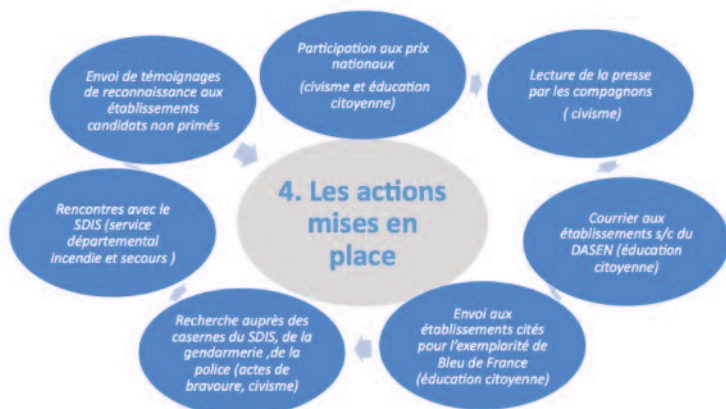 Participation aux prix
nationaux
(civisme et éducation
citoyenne)
Lecture de la presse
par les compagnons
( civisme)
Courrier aux
établissements s/c du
DASEN (éducation
citoyenne)
Envoi aux
établissements cités
pour l'exemplarité de
Bleu de France
(éducation citoyenne)
Recherche auprès des
casernes du SDIS, de la
gendarmerie ,de la
police (actes de
bravoure, civisme)
Rencontres avec le
SDIS (service
départemental
incendie et secours )
Envoi de témoignages
de reconnaissance aux
établissements
candidats non primés
4. Les actions
mises en
place